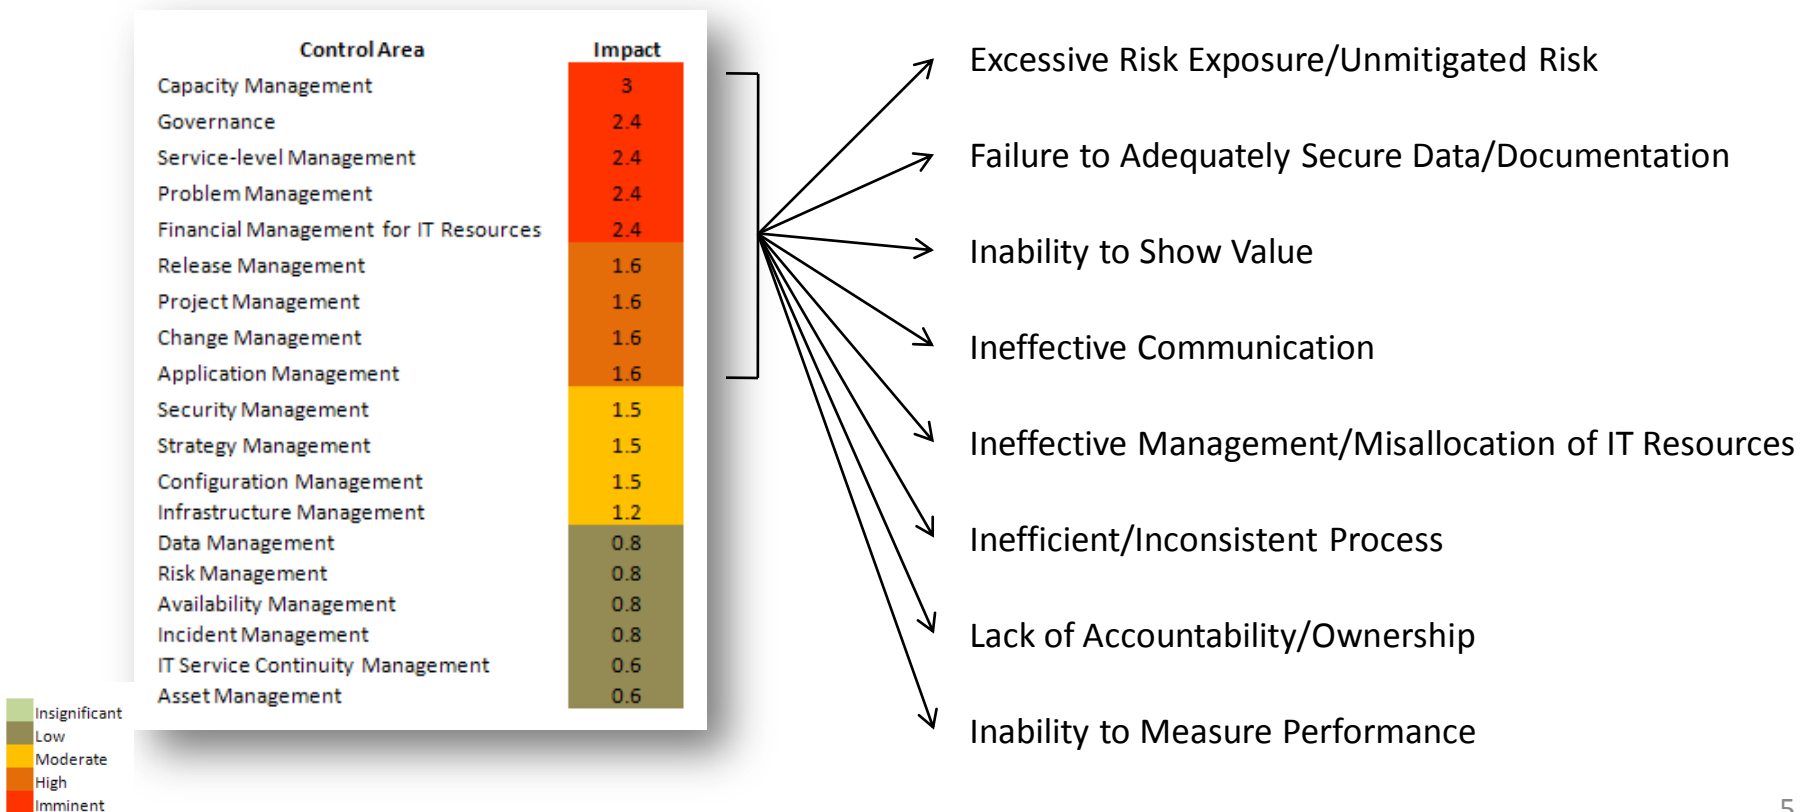 Control Area Impact
Capacity Management 3
Governance 2.4
Service-level Management 2.4
Problem Management 2.4
Financial Management for IT Resources 2.4
Release Management 1.6
Project Management 1.6
Change Management 1.6
Application Management 1.6
Security Management 1.5
Strategy Management 1.5
Configuration Management 1.5
Infrastructure Management 1.2
Data Management 0.8
Risk Management 0.8
Availability Management 0.8
Incident Management 0.8
IT Service Continuity Management 0.6
Asset Management 0.6
Insignificant
Low
Moderate
High
Imminent
Excessive Risk Exposure/Unmitigated Risk
Failure to Adequately Secure Data/Documentation
Inability to Show Value
Ineffective Communication
Ineffective Management/Misallocation of IT Resources
Inefficient/Inconsistent Process
Lack of Accountability/Ownership
Inability to Measure Performance
5